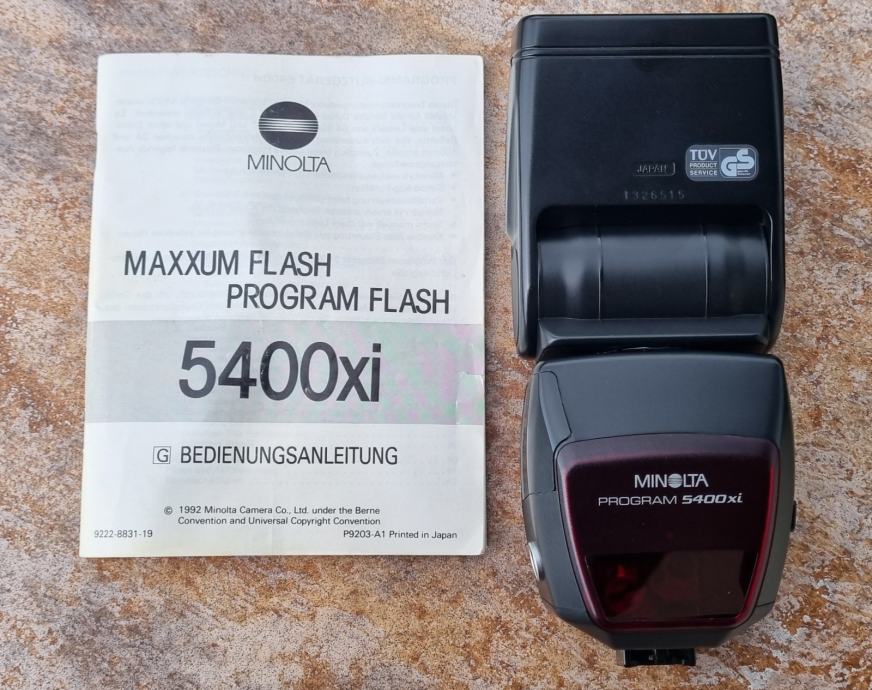 MINOLTA
MAXXUM FLASH
PROGRAM FLASH
5400xi
G BEDIENUNGSANLEITUNG
© 1992 Minolta Camera Co., Ltd. under the Berne
Convention and Universal Copyright Convention
9222-8831-19
P9203-A1 Printed in Japan
JAPAN
TÜV
PRODUCT
SERVICE
GS
1326515
MINOLTA
PROGRAM 5400xi